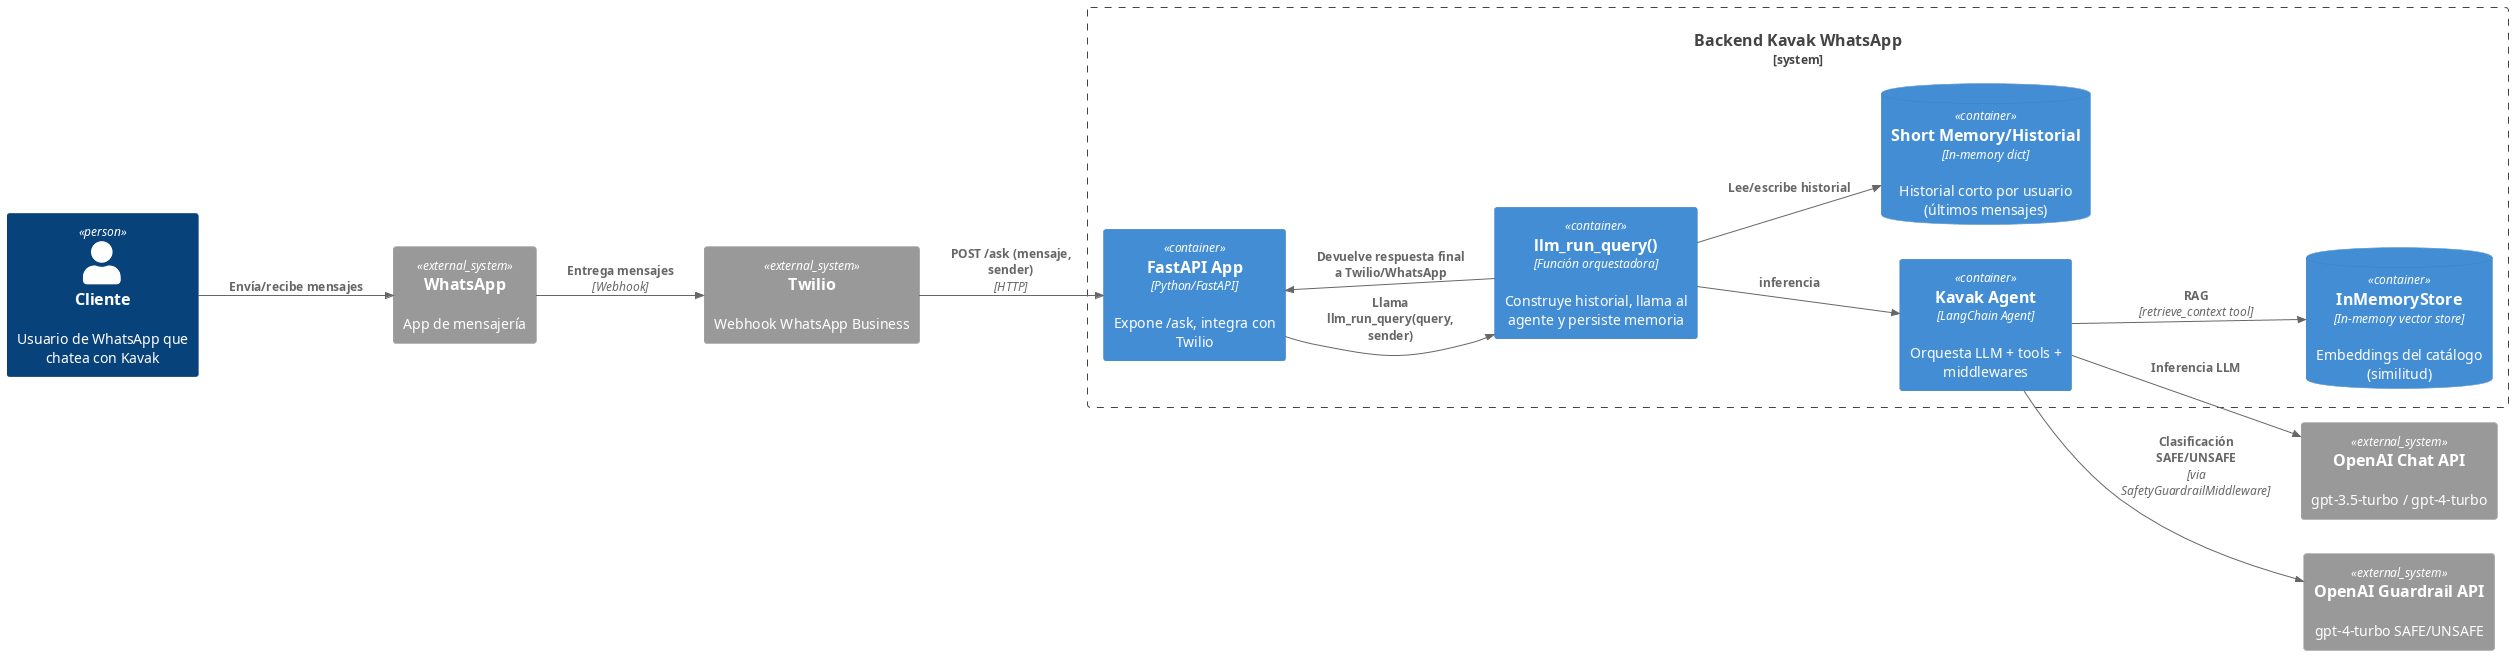 Backend Kavak WhatsApp
[system]
«person»
Cliente
Usuario de WhatsApp que
chatea con Kavak
Envía/recibe mensajes
«external_system»
WhatsApp
App de mensajería
Entrega mensajes
[Webhook]
«external_system»
Twilio
Webhook WhatsApp Business
POST /ask (mensaje,
sender)
[HTTP]
«container»
FastAPI App
[Python/FastAPI]
Expone /ask, integra con
Twilio
Devuelve respuesta final
a Twilio/WhatsApp
Llama
llm_run_query(query,
sender)
«container»
llm_run_query()
[Función orquestadora]
Construye historial, llama al
agente y persiste memoria
Lee/escribe historial
inferencia
«container»
Short Memory/Historial
[In-memory dict]
Historial corto por usuario
(últimos mensajes)
«container»
Kavak Agent
[LangChain Agent]
Orquesta LLM + tools +
middlewares
RAG
[retrieve_context tool]
Inferencia LLM
Clasificación
SAFE/UNSAFE
[via
SafetyGuardrailMiddleware]
«container»
InMemoryStore
[In-memory vector store]
Embeddings del catálogo
(similitud)
«external_system»
OpenAI Chat API
gpt-3.5-turbo / gpt-4-turbo
«external_system»
OpenAI Guardrail API
gpt-4-turbo SAFE/UNSAFE